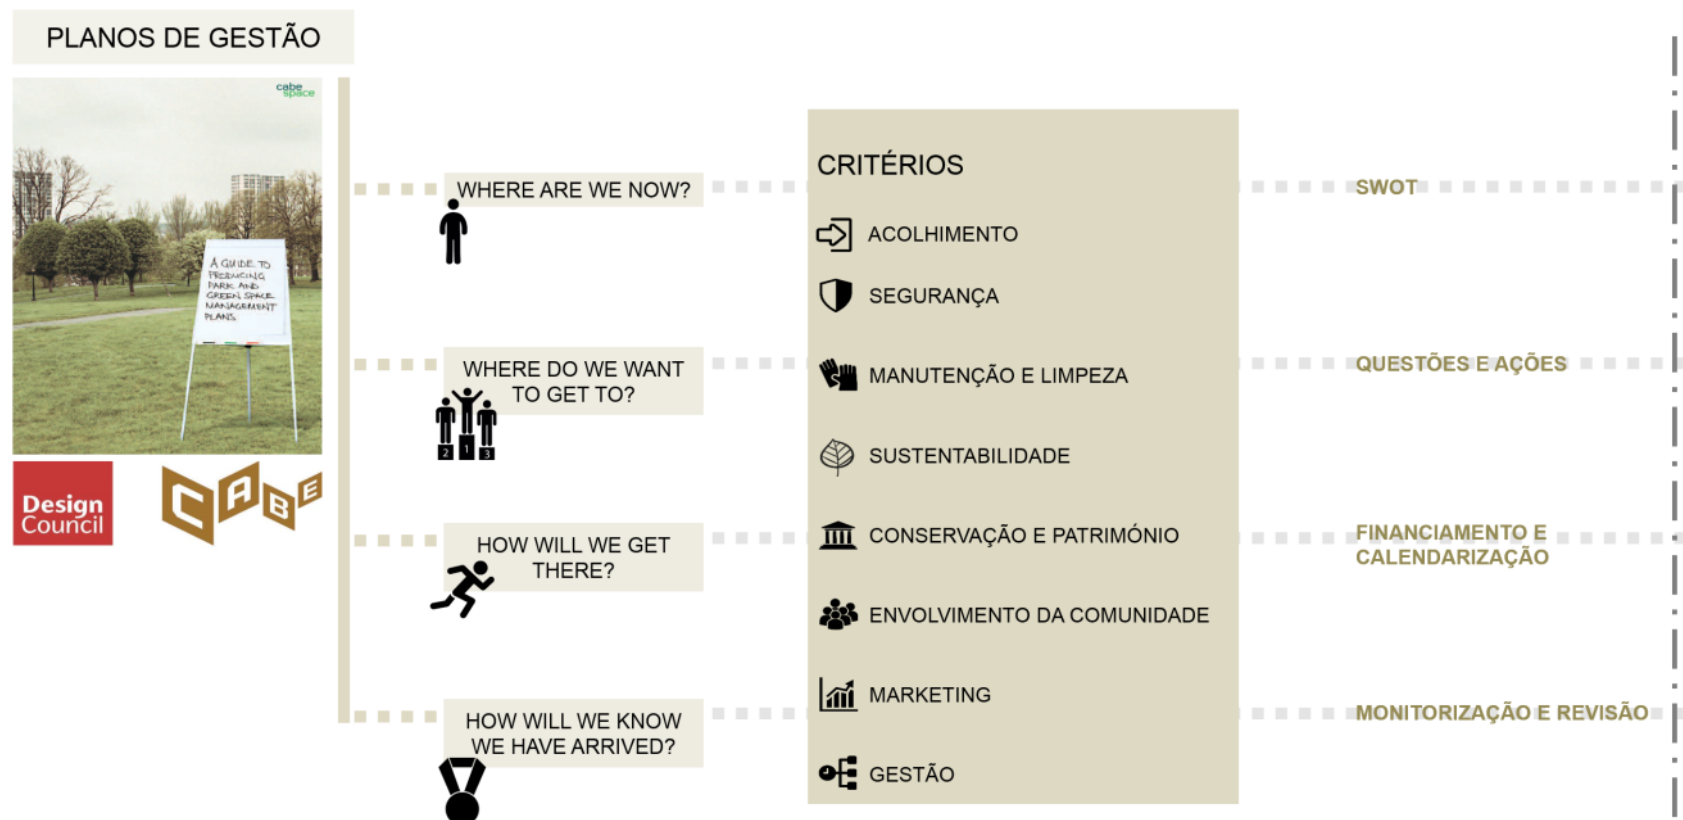 PLANOS DE GESTÃO
cabe
space
A GUIDE TO
PRODUCING
PARK AND
GREEN SPACE
MANAGEMENT
PLANS
Design
Council
CABE
WHERE ARE WE NOW?
WHERE DO WE WANT
TO GET TO?
2 1 3
HOW WILL WE GET
THERE?
HOW WILL WE KNOW
WE HAVE ARRIVED?
CRITÉRIOS
ACOLHIMENTO
SEGURANÇA
MANUTENÇÃO E LIMPEZA
SUSTENTABILIDADE
CONSERVAÇÃO E PATRIMÓNIO
ENVOLVIMENTO DA COMUNIDADE
MARKETING
GESTÃO
SWOT
QUESTÕES E AÇÕES
FINANCIAMENTO E
CALENDARIZAÇÃO
MONITORIZAÇÃO E REVISÃO